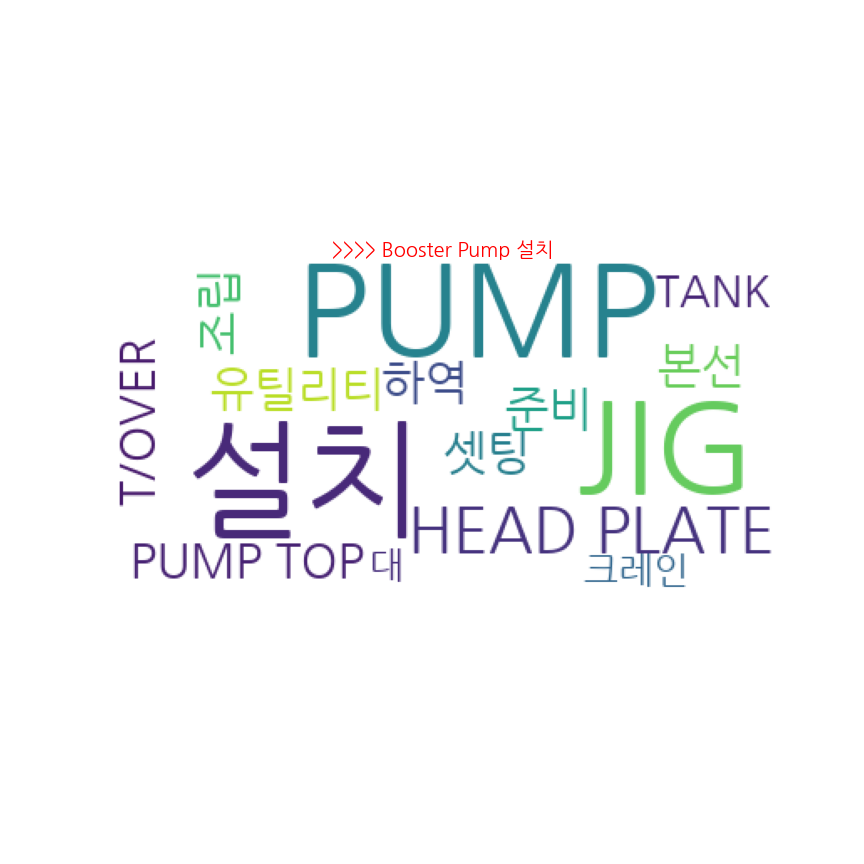 >>>> Booster Pump 설치
PUMP
TANK
조립
T/OVER
유틸리티
하역
준비
본선
설치
셋팅
JIG
HEAD PLATE
PUMP TOP
대
크레인